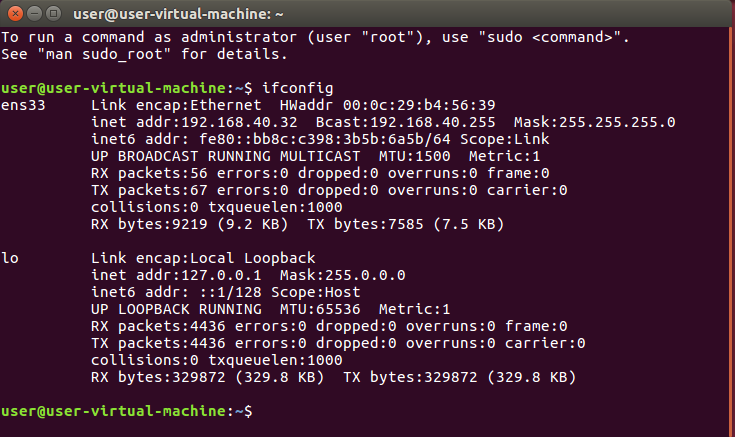 user@user-virtual-machine: ~
To run a command as administrator (user "root"), use "sudo <command>".
See "man sudo_root" for details.
user@user-virtual-machine:~$ ifconfig
ens33     Link encap:Ethernet  HWaddr 00:0c:29:b4:56:39
          inet addr:192.168.40.32  Bcast:192.168.40.255  Mask:255.255.255.0
          inet6 addr: fe80::bb8c:c398:3b5b:6a5b/64 Scope:Link
          UP BROADCAST RUNNING MULTICAST  MTU:1500  Metric:1
          RX packets:56 errors:0 dropped:0 overruns:0 frame:0
          TX packets:67 errors:0 dropped:0 overruns:0 carrier:0
          collisions:0 txqueuelen:1000
          RX bytes:9219 (9.2 KB)  TX bytes:7585 (7.5 KB)
lo        Link encap:Local Loopback
          inet addr:127.0.0.1  Mask:255.0.0.0
          inet6 addr: ::1/128 Scope:Host
          UP LOOPBACK RUNNING  MTU:65536  Metric:1
          RX packets:4436 errors:0 dropped:0 overruns:0 frame:0
          TX packets:4436 errors:0 dropped:0 overruns:0 carrier:0
          collisions:0 txqueuelen:1000
          RX bytes:329872 (329.8 KB)  TX bytes:329872 (329.8 KB)
user@user-virtual-machine:~$